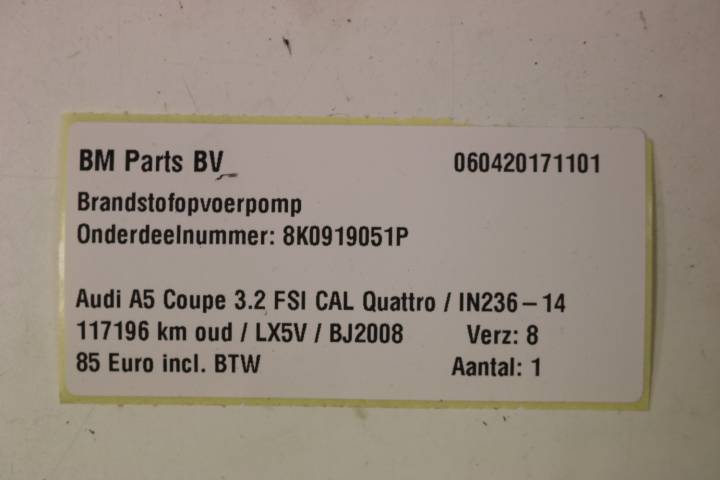 BM Parts BV 060420171101
Brandstofopvoerpomp
Onderdeelnummer: 8K0919051P
Audi A5 Coupe 3.2 FSI CAL Quattro / IN236-14
117196 km oud / LX5V / BJ2008 Verz: 8
85 Euro incl. BTW Aantal: 1